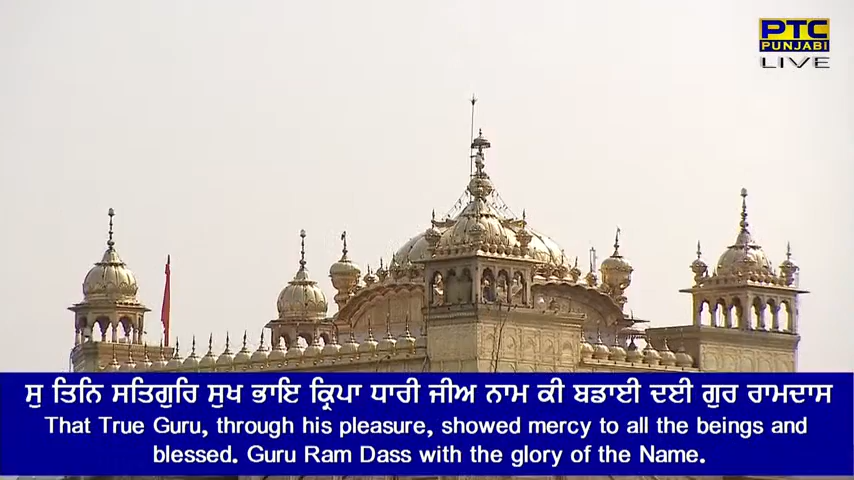 PTC
PUNJABI
LIVE
ਸੁ ਤਿਨਿ ਸਤਿਗੁਰਿ ਸੁਖ ਭਾਇ ਕ੍ਰਿਪਾ ਧਾਰੀ ਜੀਅ ਨਾਮ ਕੀ ਬਡਾਈ ਦਈ ਗੁਰ ਰਾਮਦਾਸ
That True Guru, through his pleasure, showed mercy to all the beings and
blessed. Guru Ram Dass with the glory of the Name.